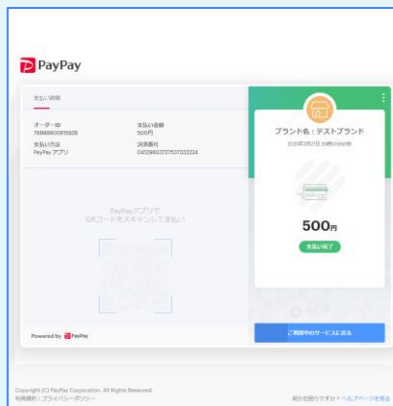 PayPay
支払い詳細
オーダーID
支払い金額
500円
支払い方法
PayPay アプリ
決済番号
PayPayアプリで
QRコードをスキャンして支払い
Powered by PayPay
ブランド名：テストブランド
500円
支払い完了
ご利用中のサービスに戻る
Copyright (C) PayPay Corporation. All Rights Reserved.
利用規約 | プライバシーポリシー
何かお困りですか？ ヘルプページを見る